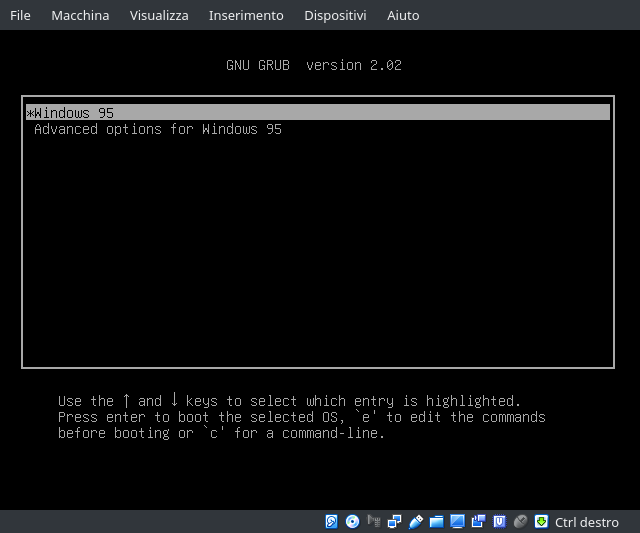 File Macchina Visualizza Inserimento Dispositivi Aiuto
GNU GRUB version 2.02
*Windows 95
Advanced options for Windows 95
Use the ↑ and ↓ keys to select which entry is highlighted.
Press enter to boot the selected OS, `e' to edit the commands
before booting or `c' for a command-line.
Ctrl destro